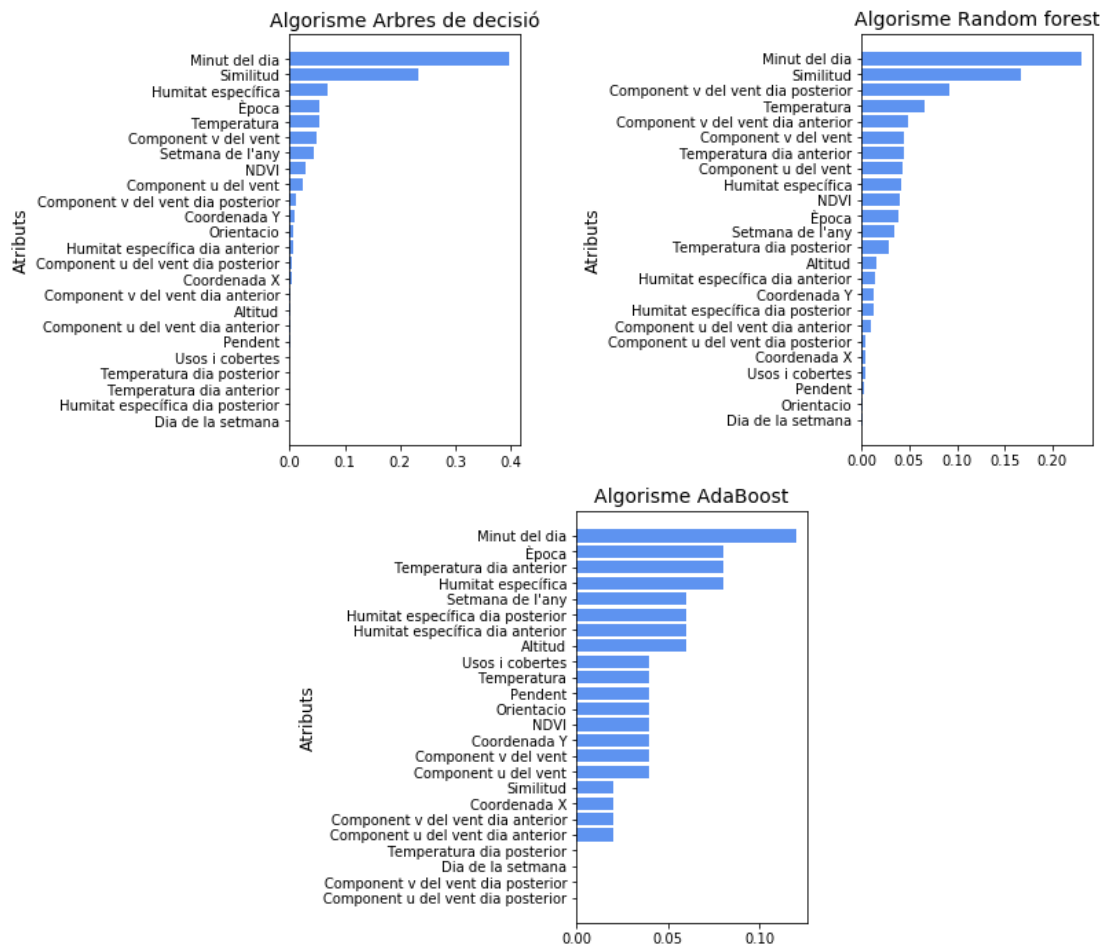 Algorisme Arbres de decisió
Minut del dia
Similitud
Humitat específica
Època
Temperatura
Component v del vent
Setmana de l'any
NDVI
Component u del vent
Component v del vent dia posterior
Coordenada Y
Orientacio
Humitat específica dia anterior
Component u del vent dia posterior
Coordenada X
Component v del vent dia anterior
Altitud
Component u del vent dia anterior
Pendent
Usos i cobertes
Temperatura dia posterior
Temperatura dia anterior
Humitat específica dia posterior
Dia de la setmana
Atributs
0.0 0.1 0.2 0.3 0.4
Algorisme Random forest
Minut del dia
Similitud
Component v del vent dia posterior
Temperatura
Component v del vent dia anterior
Component v del vent
Temperatura dia anterior
Component u del vent
Humitat específica
NDVI
Època
Setmana de l'any
Temperatura dia posterior
Altitud
Humitat específica dia anterior
Coordenada Y
Humitat específica dia posterior
Component u del vent dia anterior
Component u del vent dia posterior
Coordenada X
Usos i cobertes
Pendent
Orientacio
Dia de la setmana
Atributs
0.00 0.05 0.10 0.15 0.20
Algorisme AdaBoost
Minut del dia
Època
Temperatura dia anterior
Humitat específica
Setmana de l'any
Humitat específica dia posterior
Humitat específica dia anterior
Altitud
Usos i cobertes
Temperatura
Pendent
Orientacio
NDVI
Coordenada Y
Component v del vent
Component u del vent
Similitud
Coordenada X
Component v del vent dia anterior
Component u del vent dia anterior
Temperatura dia posterior
Dia de la setmana
Component v del vent dia posterior
Component u del vent dia posterior
Atributs
0.00 0.05 0.10